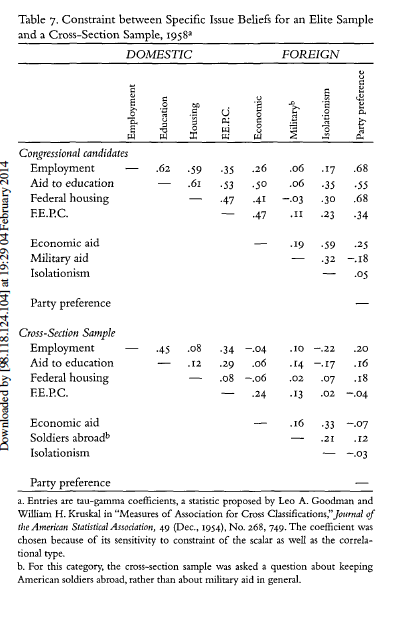 Table 7. Constraint between Specific Issue Beliefs for an Elite Sample
and a Cross-Section Sample, 1958a
DOMESTIC FOREIGN
Employment Education Housing F.E.P.C. Economic Militaryb Isolationism Party preference
Congressional candidates
Employment — .62 .59 .35 .26 .06 .17 .68
Aid to education — .61 .53 .50 .06 .35 .55
Federal housing — .47 .41 −.03 .30 .68
F.E.P.C. — .47 .11 .23 .34
Economic aid — .19 .59 .25
Military aid — .32 −.18
Isolationism — .05
Party preference —
Cross-Section Sample
Employment — .45 .08 .34 −.04 .10 −.22 .20
Aid to education — .12 .29 .06 .14 −.17 .16
Federal housing — .08 −.06 .02 .07 .18
F.E.P.C. — .24 .13 .02 −.04
Economic aid — .16 .33 −.07
Soldiers abroadb — .21 .12
Isolationism — −.03
Party preference —
a. Entries are tau-gamma coefficients, a statistic proposed by Leo A. Goodman and
William H. Kruskal in “Measures of Association for Cross Classifications,” Journal of
the American Statistical Association, 49 (Dec., 1954), No. 268, 749. The coefficient was
chosen because of its sensitivity to constraint of the scalar as well as the correla-
tional type.
b. For this category, the cross-section sample was asked a question about keeping
American soldiers abroad, rather than about military aid in general.
Downloaded by [98.118.124.104] at 19:29 04 February 2014